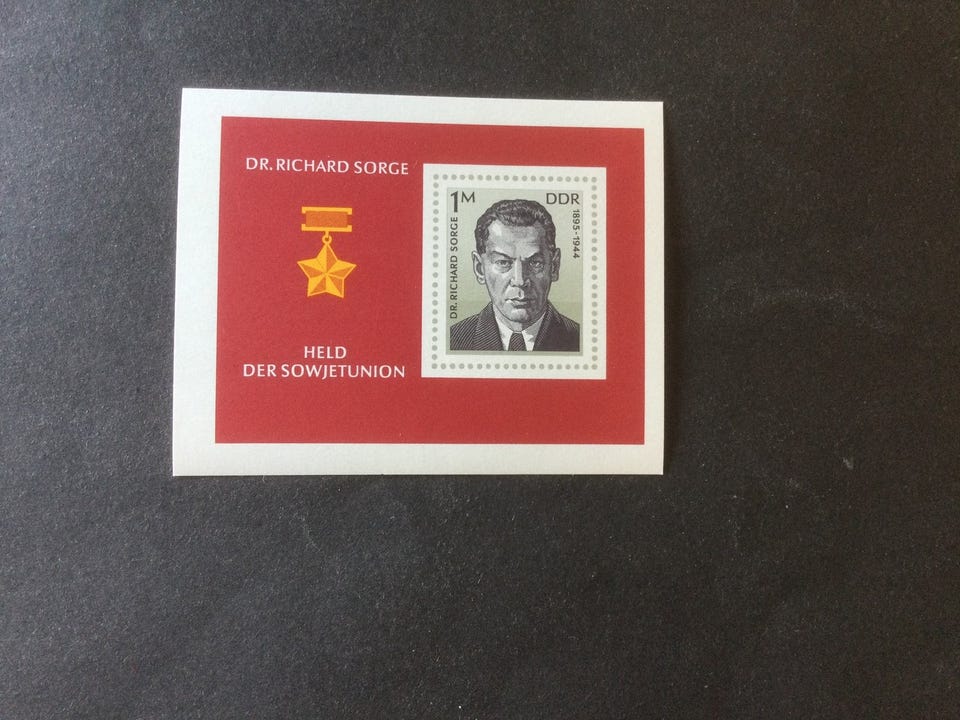 DR. RICHARD SORGE
HELD
DER SOWJETUNION
1M
DDR
DR. RICHARD SORGE
1895-1944